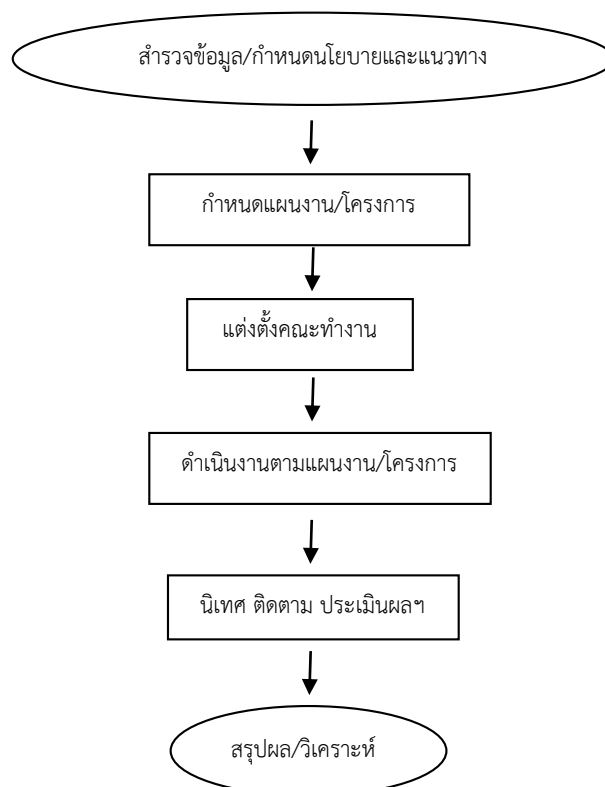 สำรวจข้อมูล/กำหนดนโยบายและแนวทาง
กำหนดแผนงาน/โครงการ
แต่งตั้งคณะทำงาน
ดำเนินงานตามแผนงาน/โครงการ
นิเทศ ติดตาม ประเมินผลฯ
สรุปผล/วิเคราะห์